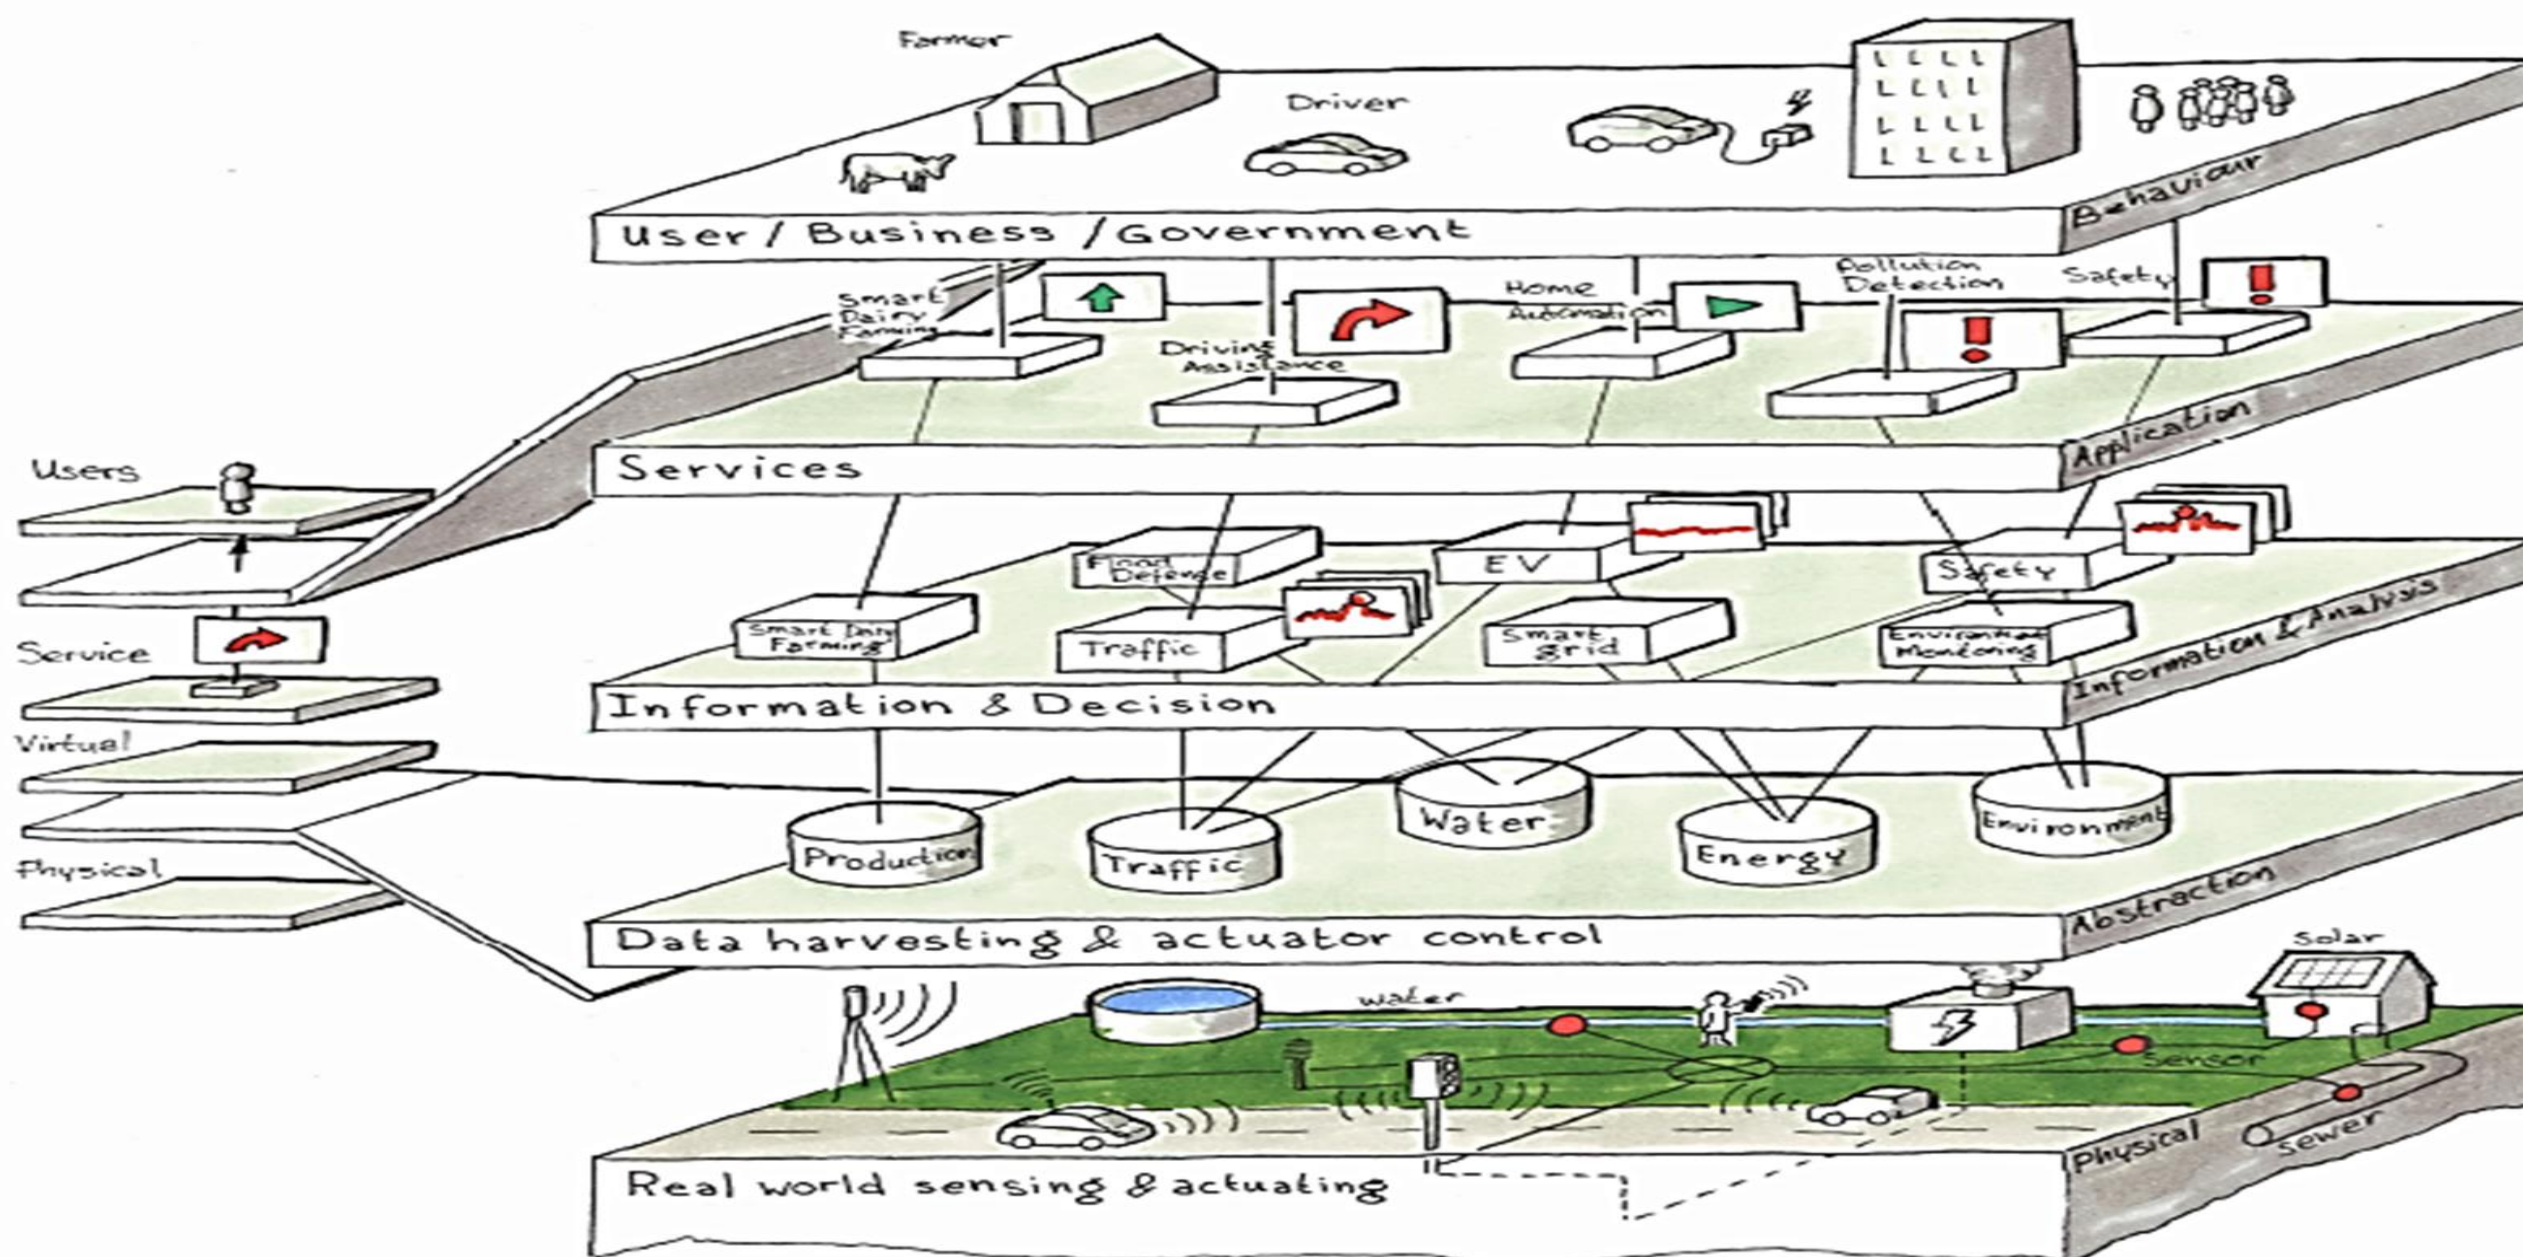 Farmer
Driver
Behaviour
User / Business / Government
Smart
Dairy
Farming
Driving
Assistance
Home
Automation
Pollution
Detection
Safety
Application
Services
Users
Service
Virtual
Physical
Flood
Defense
EV
Safety
Smart Dairy
Farming
Traffic
Smart
grid
Environmental
Monitoring
Information & Analysis
Information & Decision
Production
Traffic
Water
Energy
Environment
Abstraction
Data harvesting & actuator control
Solar
water
Sensor
sewer
Physical
Real world sensing & actuating